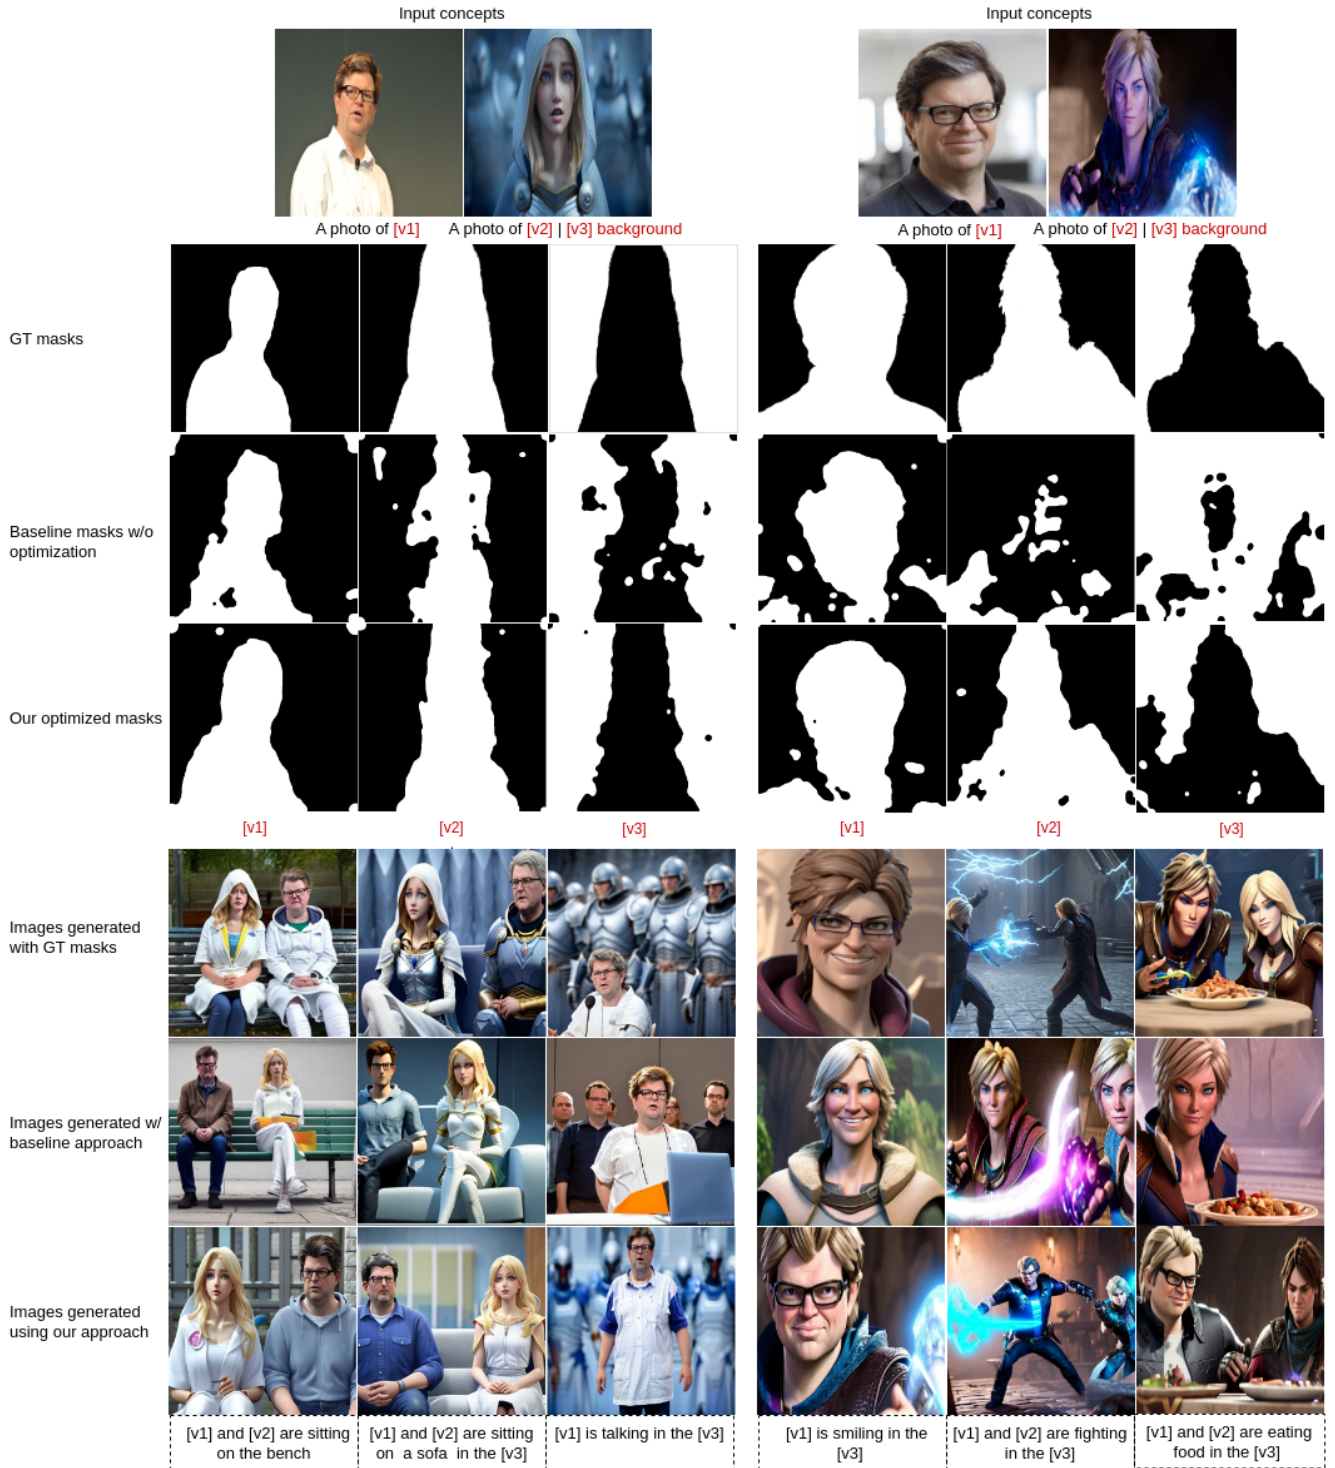 Input concepts
Input concepts
A photo of [v1]
A photo of [v2] | [v3] background
A photo of [v1]
A photo of [v2] | [v3] background
GT masks
Baseline masks w/o
optimization
Our optimized masks
[v1]
[v2]
[v3]
[v1]
[v2]
[v3]
Images generated
with GT masks
Images generated w/
baseline approach
Images generated
using our approach
[v1] and [v2] are sitting
on the bench
[v1] and [v2] are sitting
on a sofa in the [v3]
[v1] is talking in the [v3]
[v1] is smiling in the
[v3]
[v1] and [v2] are fighting
in the [v3]
[v1] and [v2] are eating
food in the [v3]